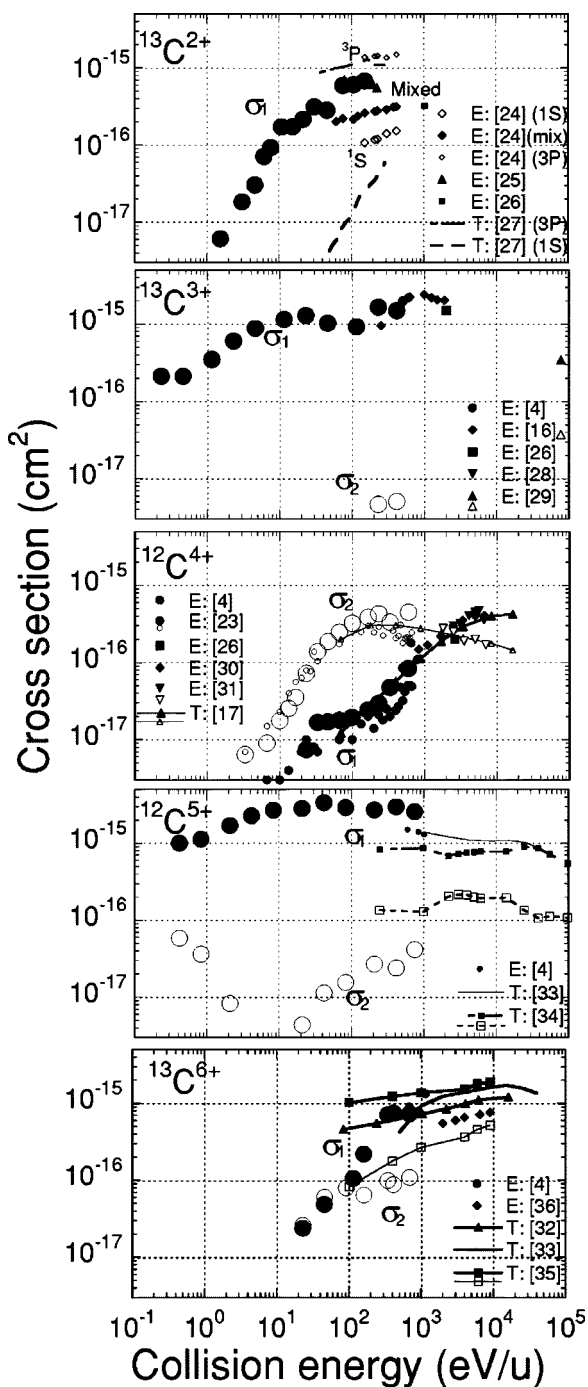 13C2+
3P
10-15
Mixed
σ1
E: [24] (1S)
10-16
E: [24](mix)
1S
E: [24] (3P)
E: [25]
10-17
E: [26]
T: [27] (3P)
T: [27] (1S)
13C3+
10-15
σ1
10-16
E: [4]
E: [16]
E: [26]
10-17
σ2
E: [28]
E: [29]
Cross section (cm2)
12C4+
10-15
σ2
E: [4]
E: [23]
10-16
E: [26]
E: [30]
E: [31]
10-17
T: [17]
σ1
12C5+
10-15
σ1
10-16
E: [4]
10-17
σ2
T: [33]
T: [34]
13C6+
10-15
σ1
10-16
σ2
E: [4]
E: [36]
10-17
T: [32]
T: [33]
T: [35]
10-1 100 101 102 103 104 105
Collision energy (eV/u)